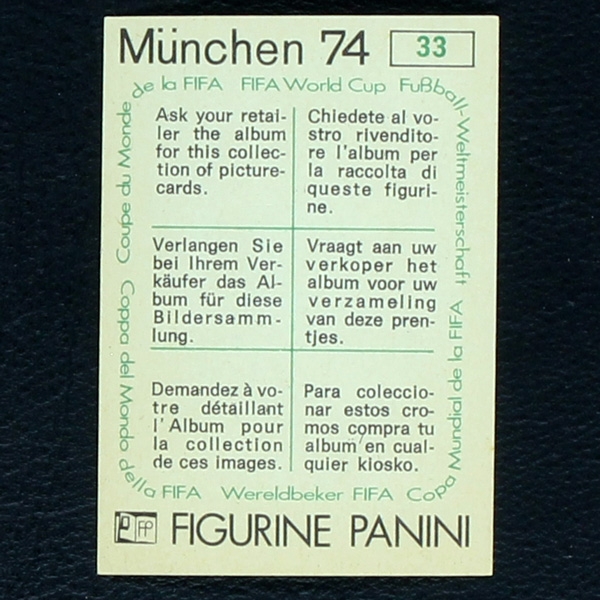 München 74 33
Coupe du Monde de la FIFA FIFA World Cup Fußball-Weltmeisterschaft
Ask your retai-
ler the album
for this collec-
tion of picture-
cards.
Chiedete al vo-
stro rivendito-
re l'album per
la raccolta di
queste figuri-
ne.
Verlangen Sie
bei Ihrem Ver-
käufer das Al-
bum für diese
Bildersamm-
lung.
Vraagt aan uw
verkoper het
album voor uw
verzameling
van deze pren-
tjes.
Demandez à vo-
tre détaillant
l'Album pour
la collection
de ces images.
Para coleccio-
nar estos cro-
mos compra tu
album en cual-
quier kiosko.
Coppa del Mondo della FIFA Wereldbeker FIFA Copa Mundial de la FIFA
FP FIGURINE PANINI